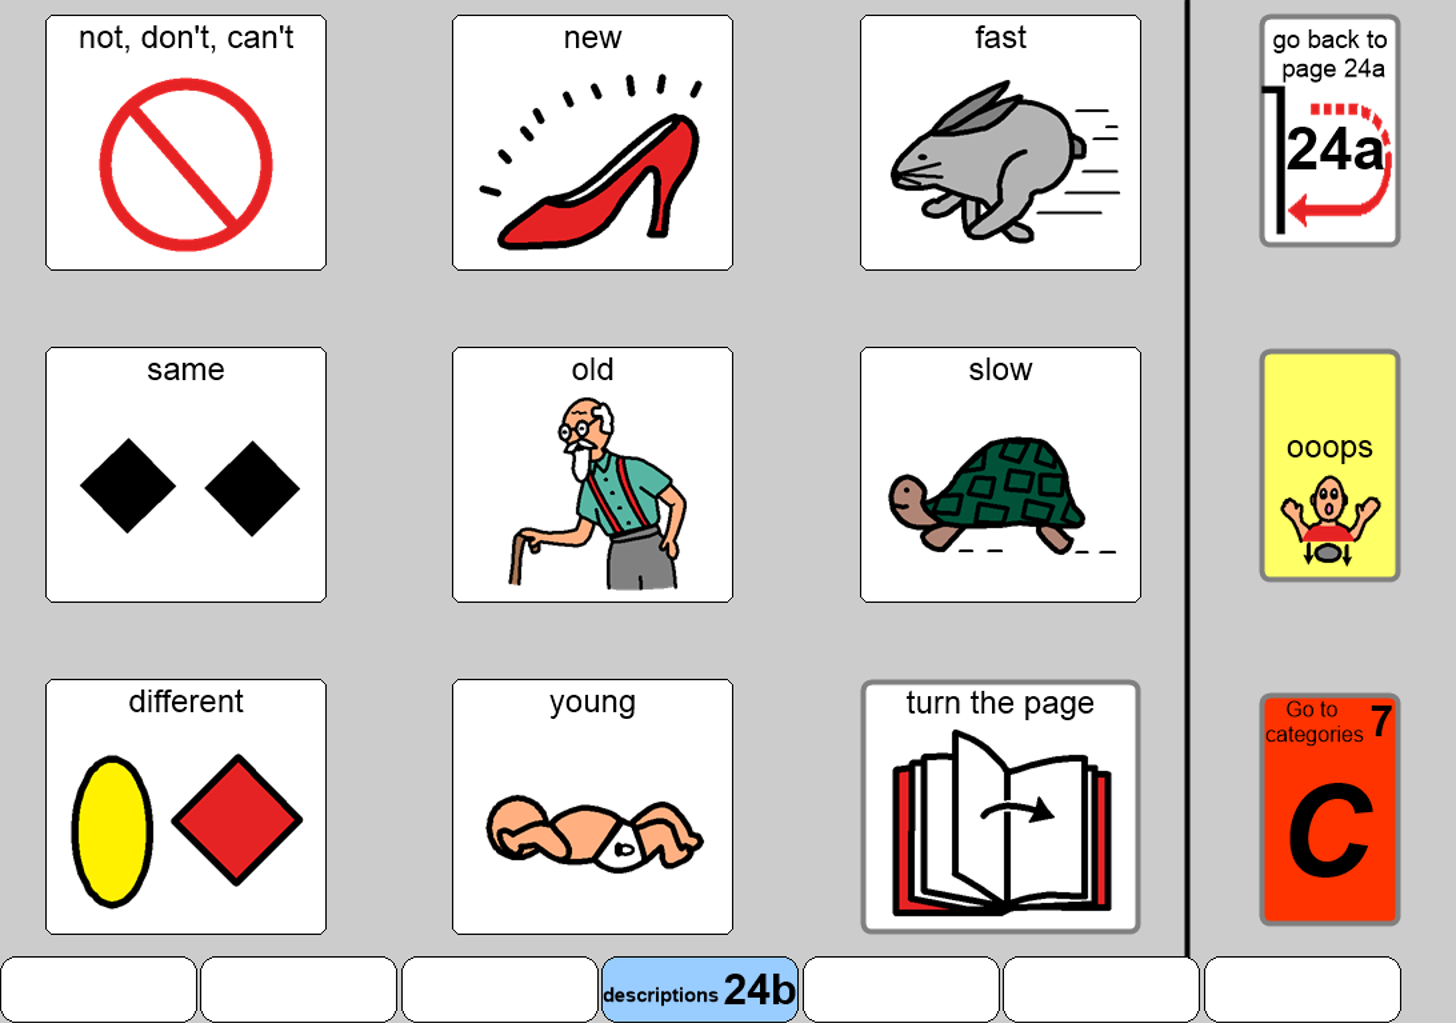 not, don't, can't
new
fast
go back to
page 24a
24a
same
old
slow
ooops
different
young
turn the page
Go to
categories 7
C
descriptions 24b